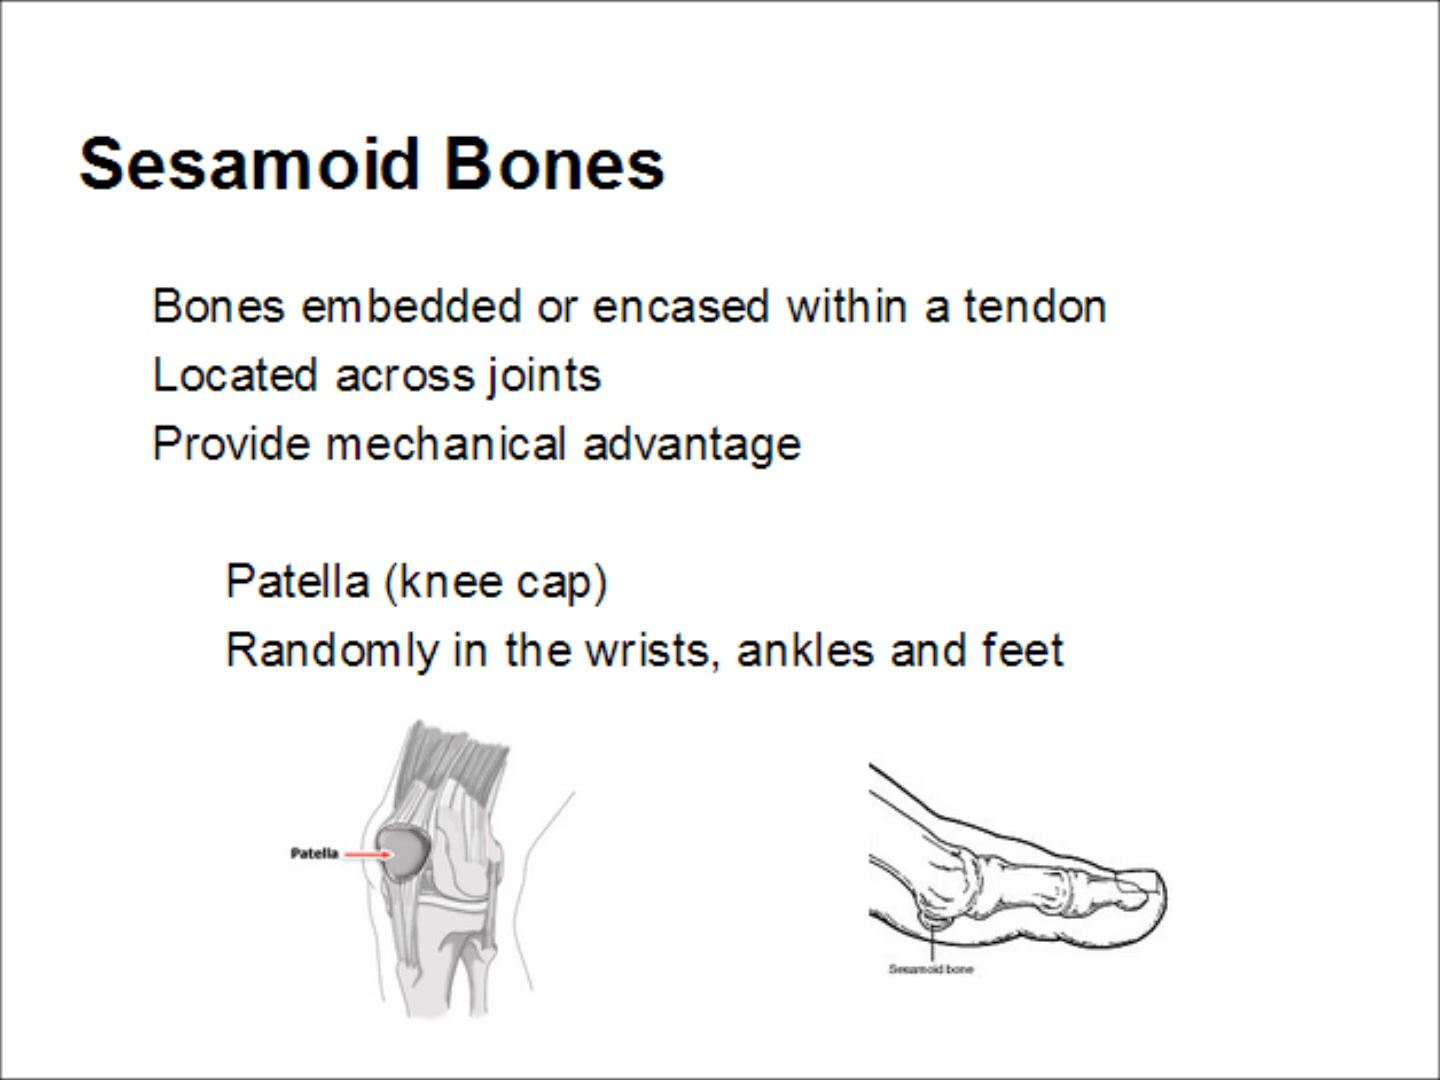 Sesamoid Bones
Bones embedded or encased within a tendon
Located across joints
Provide mechanical advantage
Patella (knee cap)
Randomly in the wrists, ankles and feet
Patella
Sesamoid bone